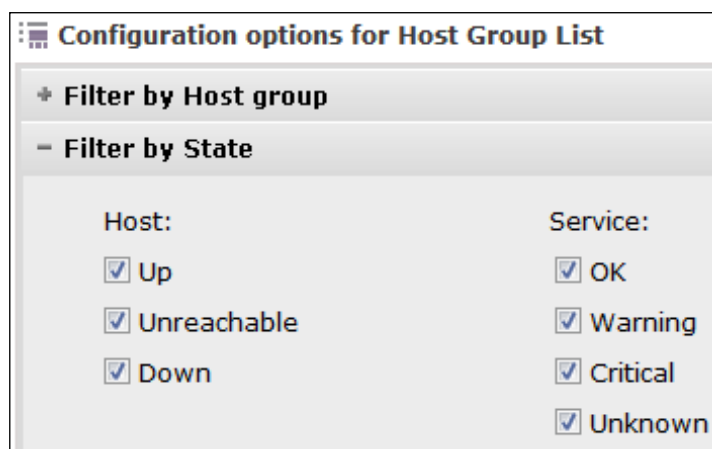 Configuration options for Host Group List
Filter by Host group
Filter by State
Host:
Service:
Up
OK
Unreachable
Warning
Down
Critical
Unknown